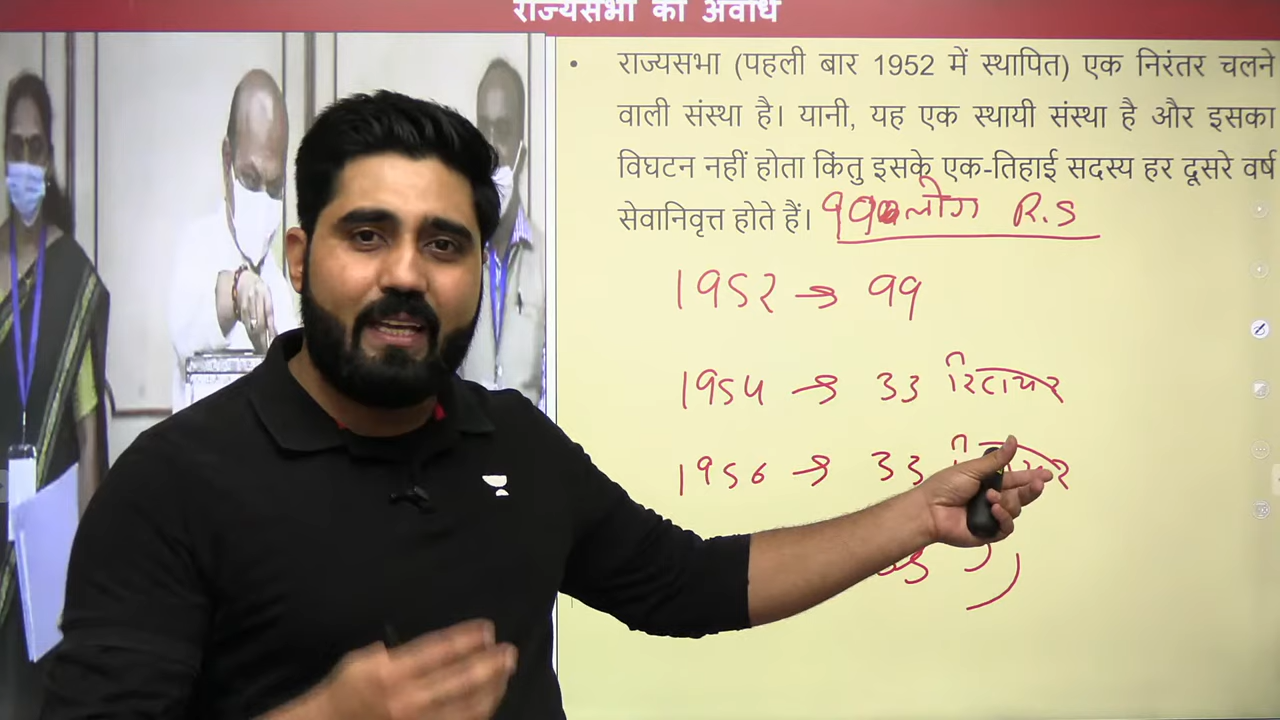 राज्यसभा की अवधि
• राज्यसभा (पहली बार 1952 में स्थापित) एक निरंतर चलने
वाली संस्था है। यानी, यह एक स्थायी संस्था है और इसका
विघटन नहीं होता किंतु इसके एक-तिहाई सदस्य हर दूसरे वर्ष
सेवानिवृत्त होते हैं। 99 लोग R.S
1952 → 99
1954 → 33 रिटायर
1956 → 33
33 ))